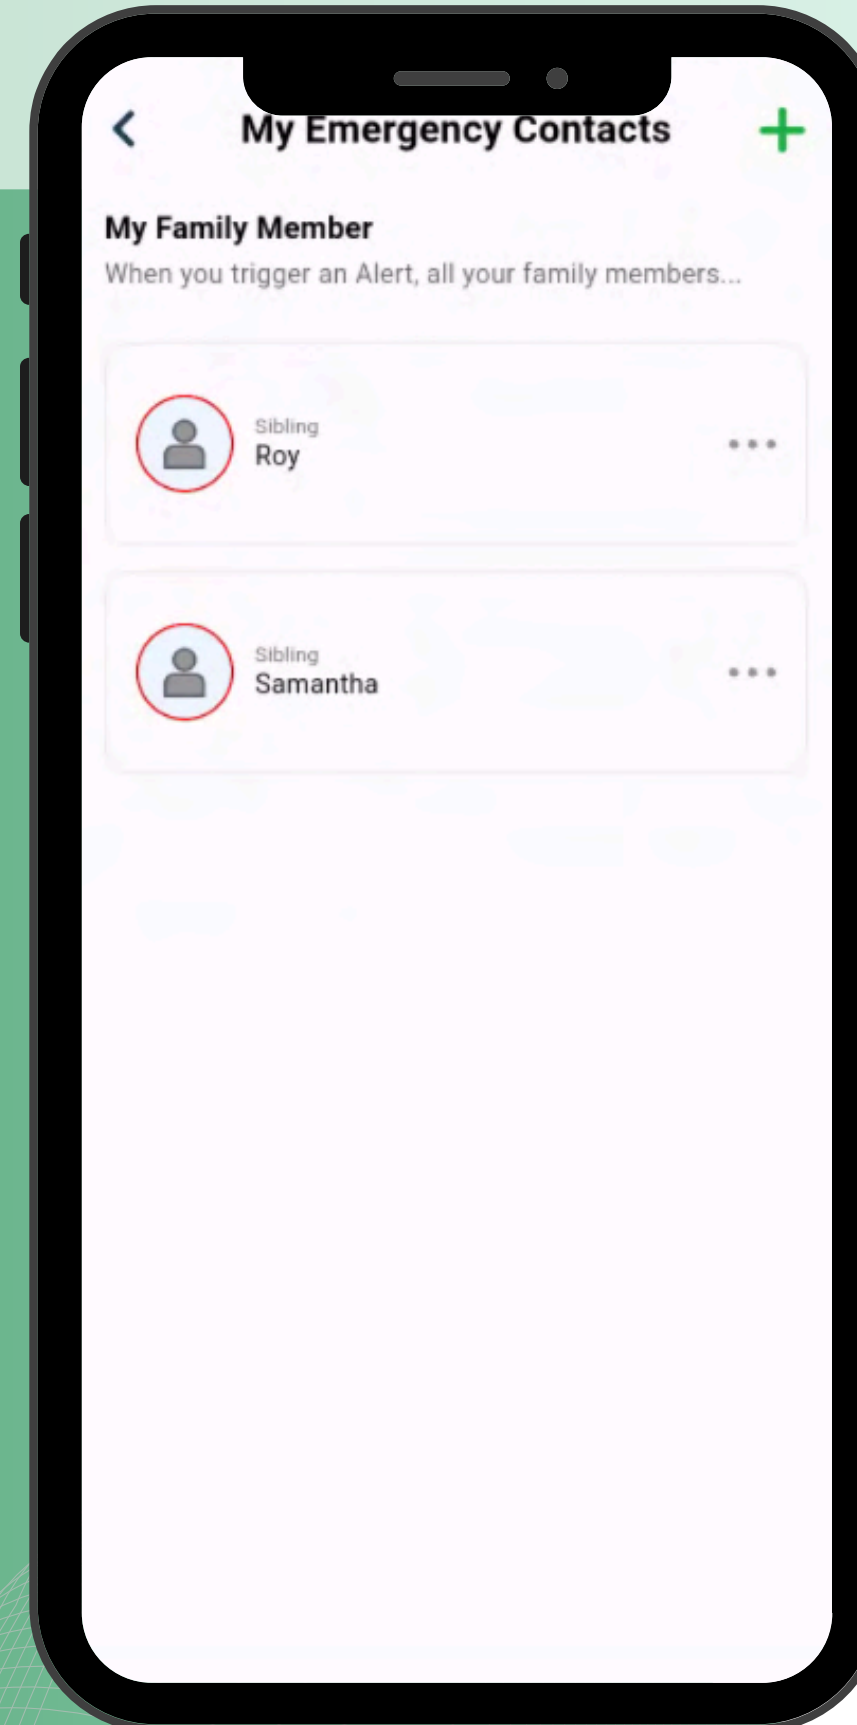 My Emergency Contacts
My Family Member
When you trigger an Alert, all your family members...
Sibling
Roy
Sibling
Samantha